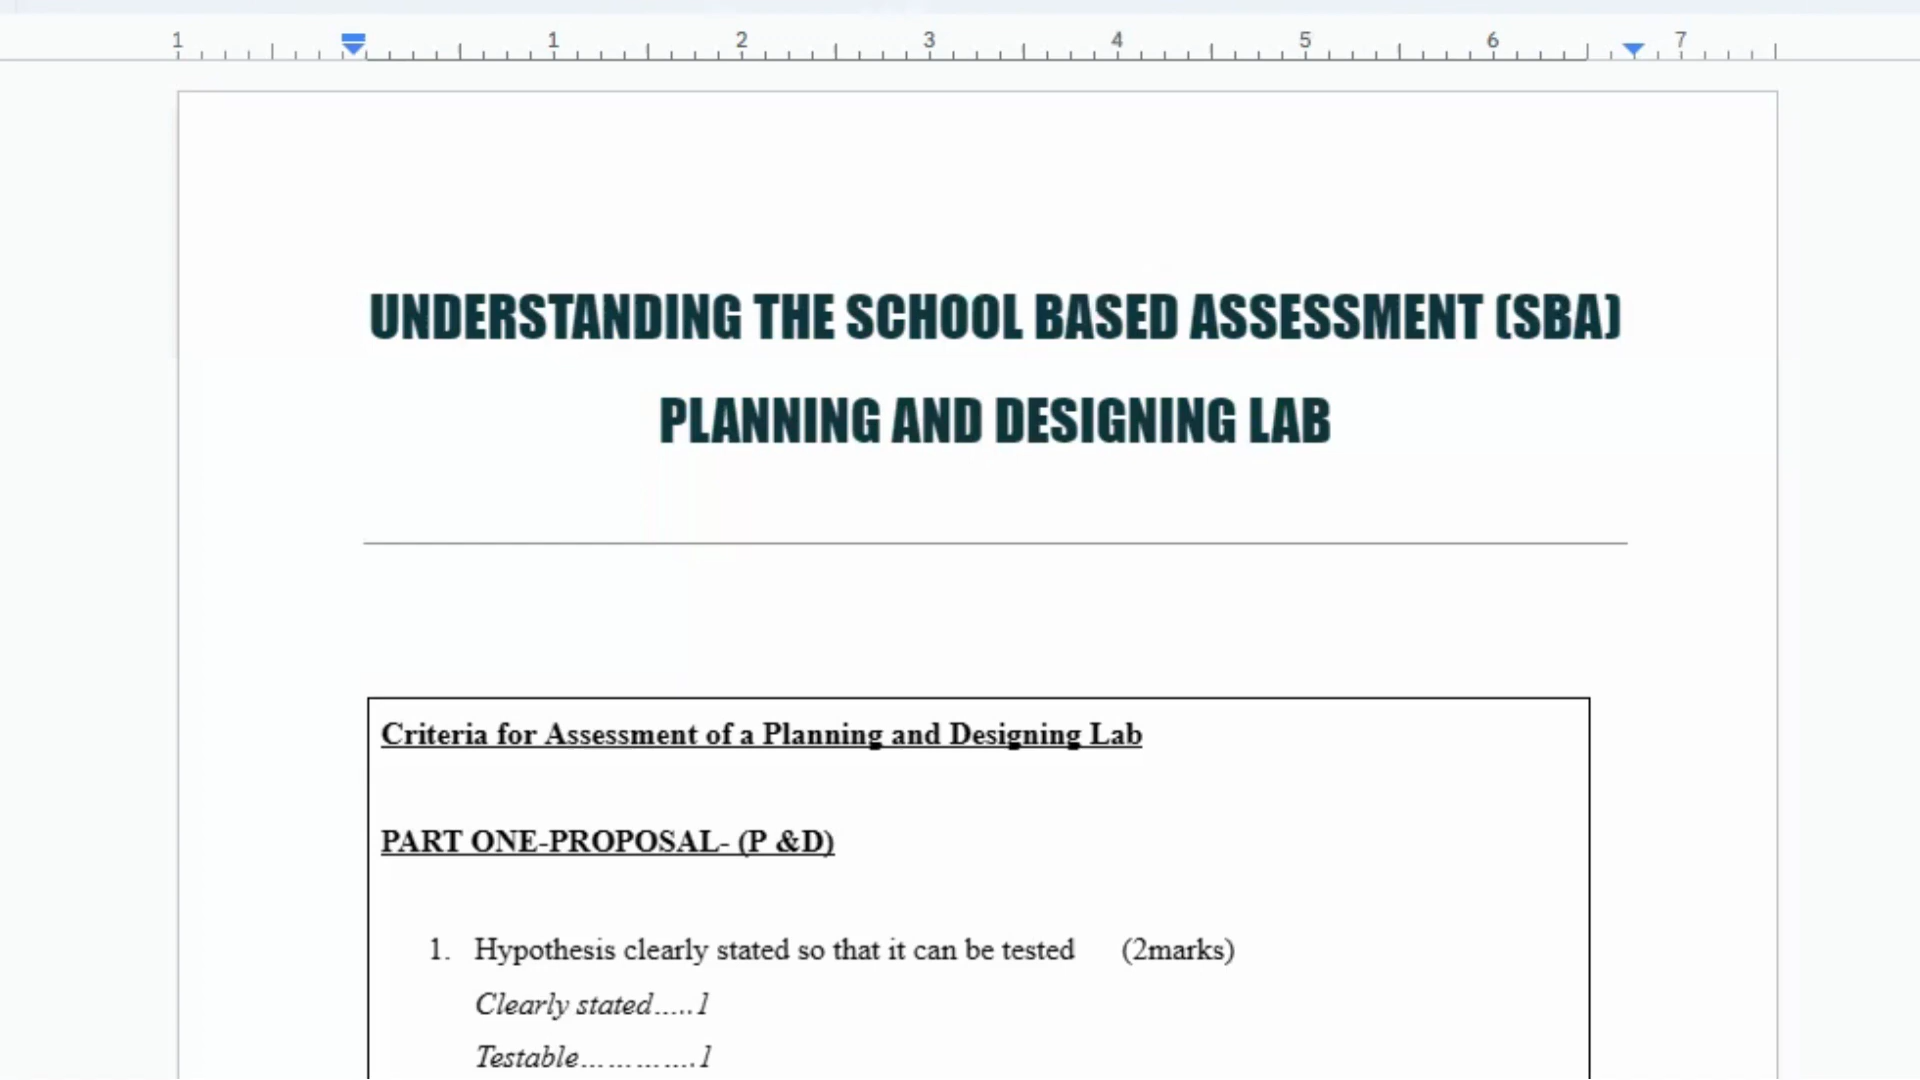 1 1 2 3 4 5 6 7
UNDERSTANDING THE SCHOOL BASED ASSESSMENT (SBA)
PLANNING AND DESIGNING LAB
Criteria for Assessment of a Planning and Designing Lab
PART ONE-PROPOSAL- (P &D)
1. Hypothesis clearly stated so that it can be tested (2marks)
Clearly stated.....1
Testable.............1